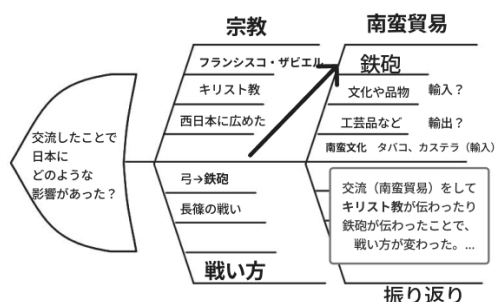 宗教
フランシスコ・ザビエル
キリスト教
西日本に広めた
南蛮貿易
鉄砲
文化や品物 輸入？
工芸品など 輸出？
南蛮文化 タバコ、カステラ（輸入）
交流したことで
日本に
どのような
影響があった？
弓→鉄砲
長篠の戦い
戦い方
交流（南蛮貿易）をして
キリスト教が伝わったり
鉄砲が伝わったことで、
戦い方が変わった。...
振り返り